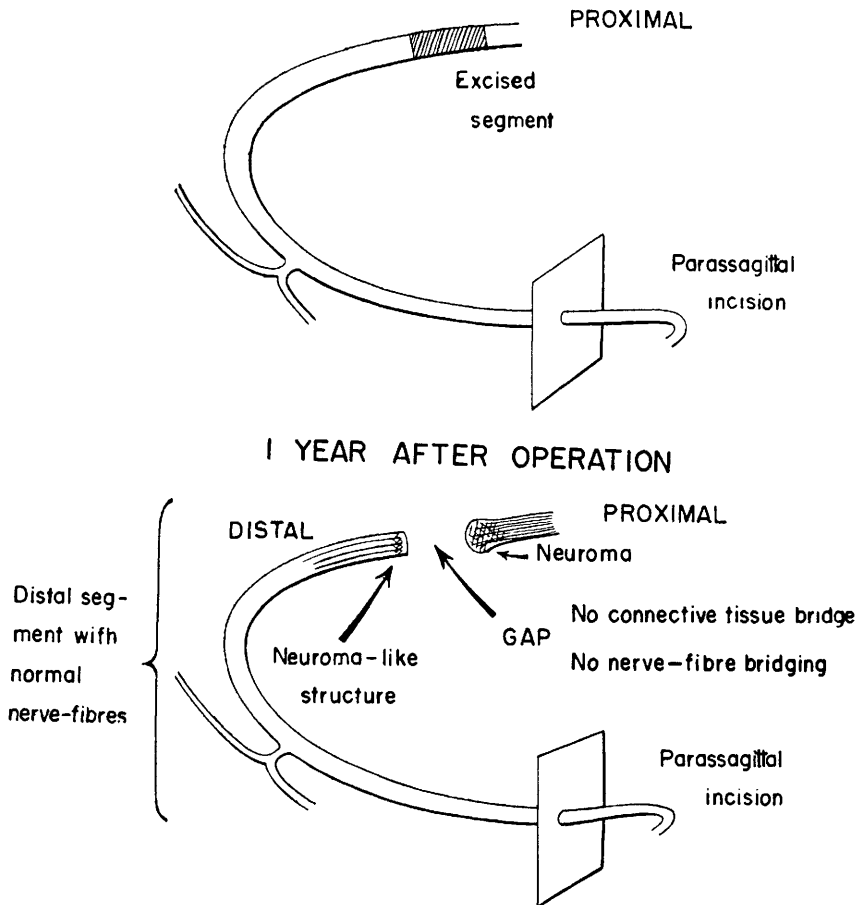 PROXIMAL
Excised
segment
Parassagittal
incision
1 YEAR AFTER OPERATION
DISTAL
PROXIMAL
Neuroma
Distal seg-
ment with
normal
nerve-fibres
Neuroma-like
structure
GAP
No connective tissue bridge
No nerve-fibre bridging
Parassagittal
incision